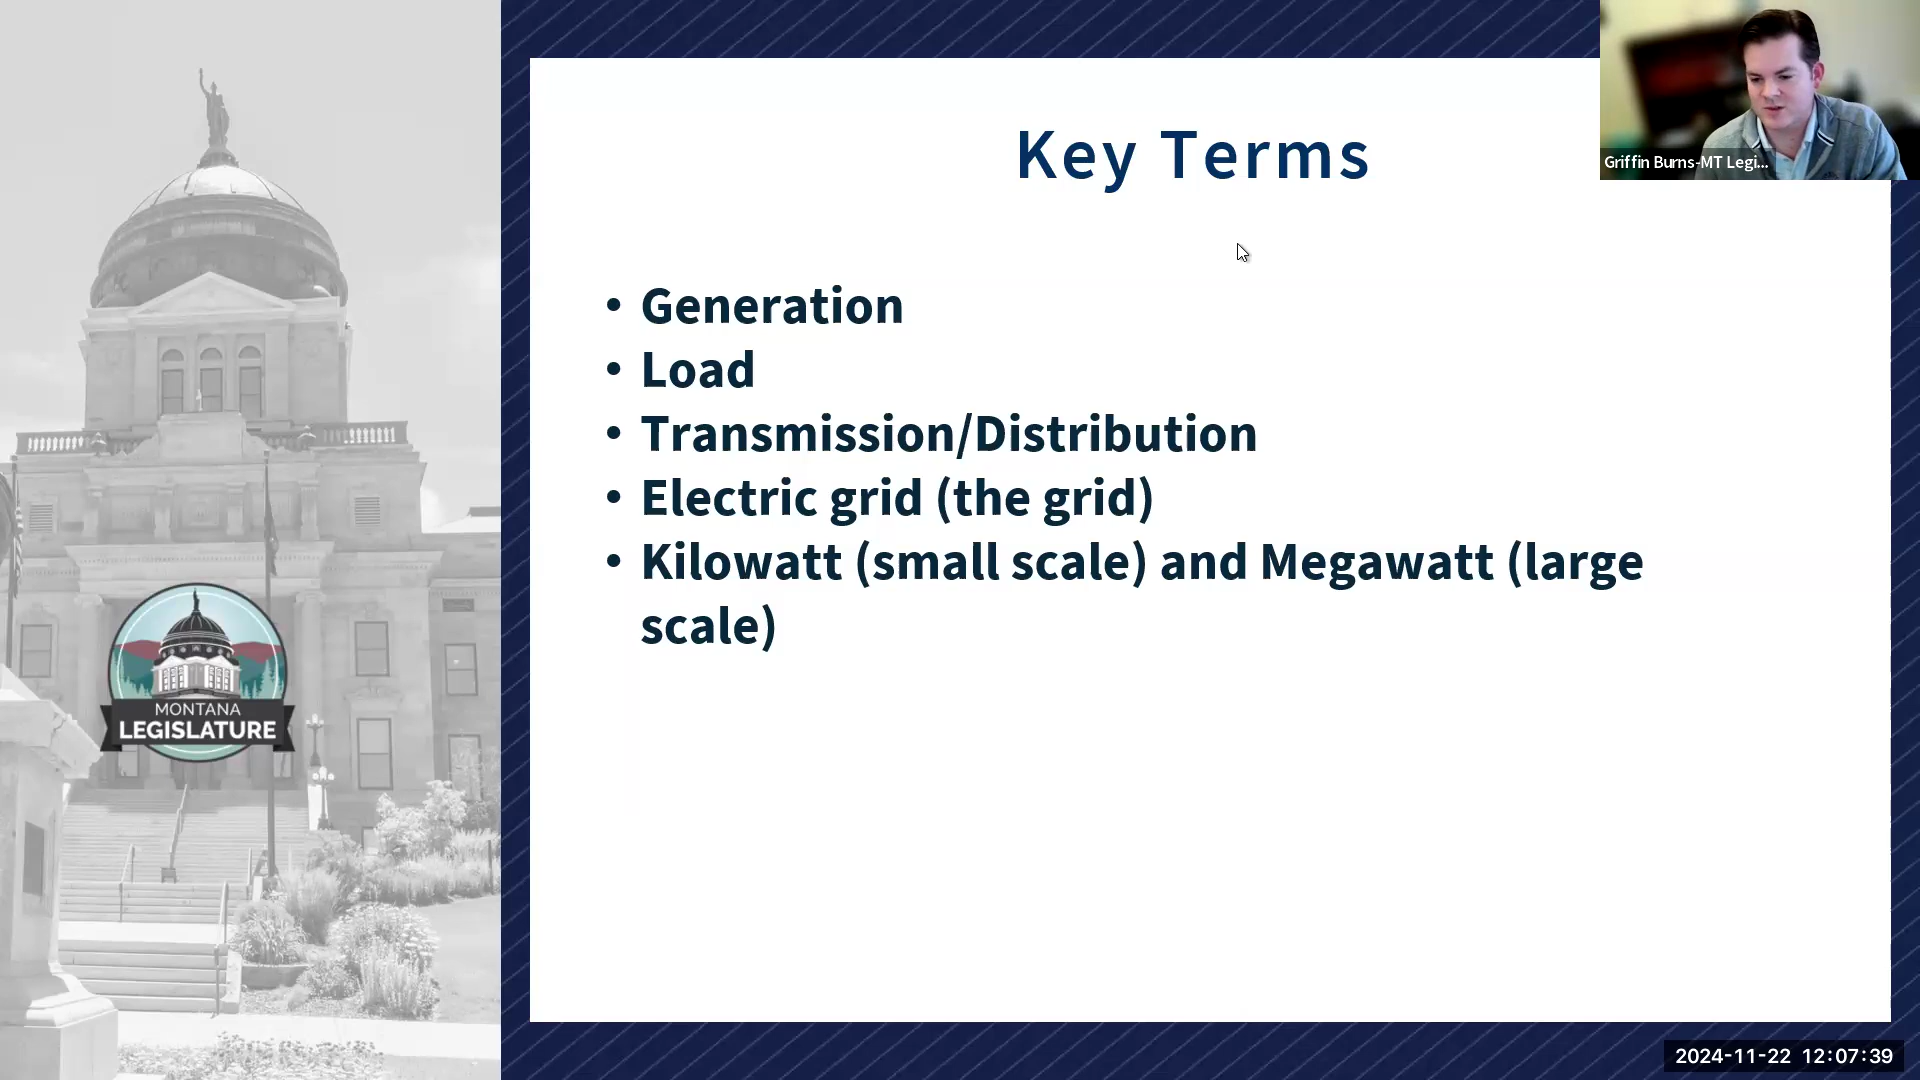 Key Terms
Griffin Burns-MT Legi...
• Generation
• Load
• Transmission/Distribution
• Electric grid (the grid)
• Kilowatt (small scale) and Megawatt (large
scale)
MONTANA
LEGISLATURE
2024-11-22 12:07:39